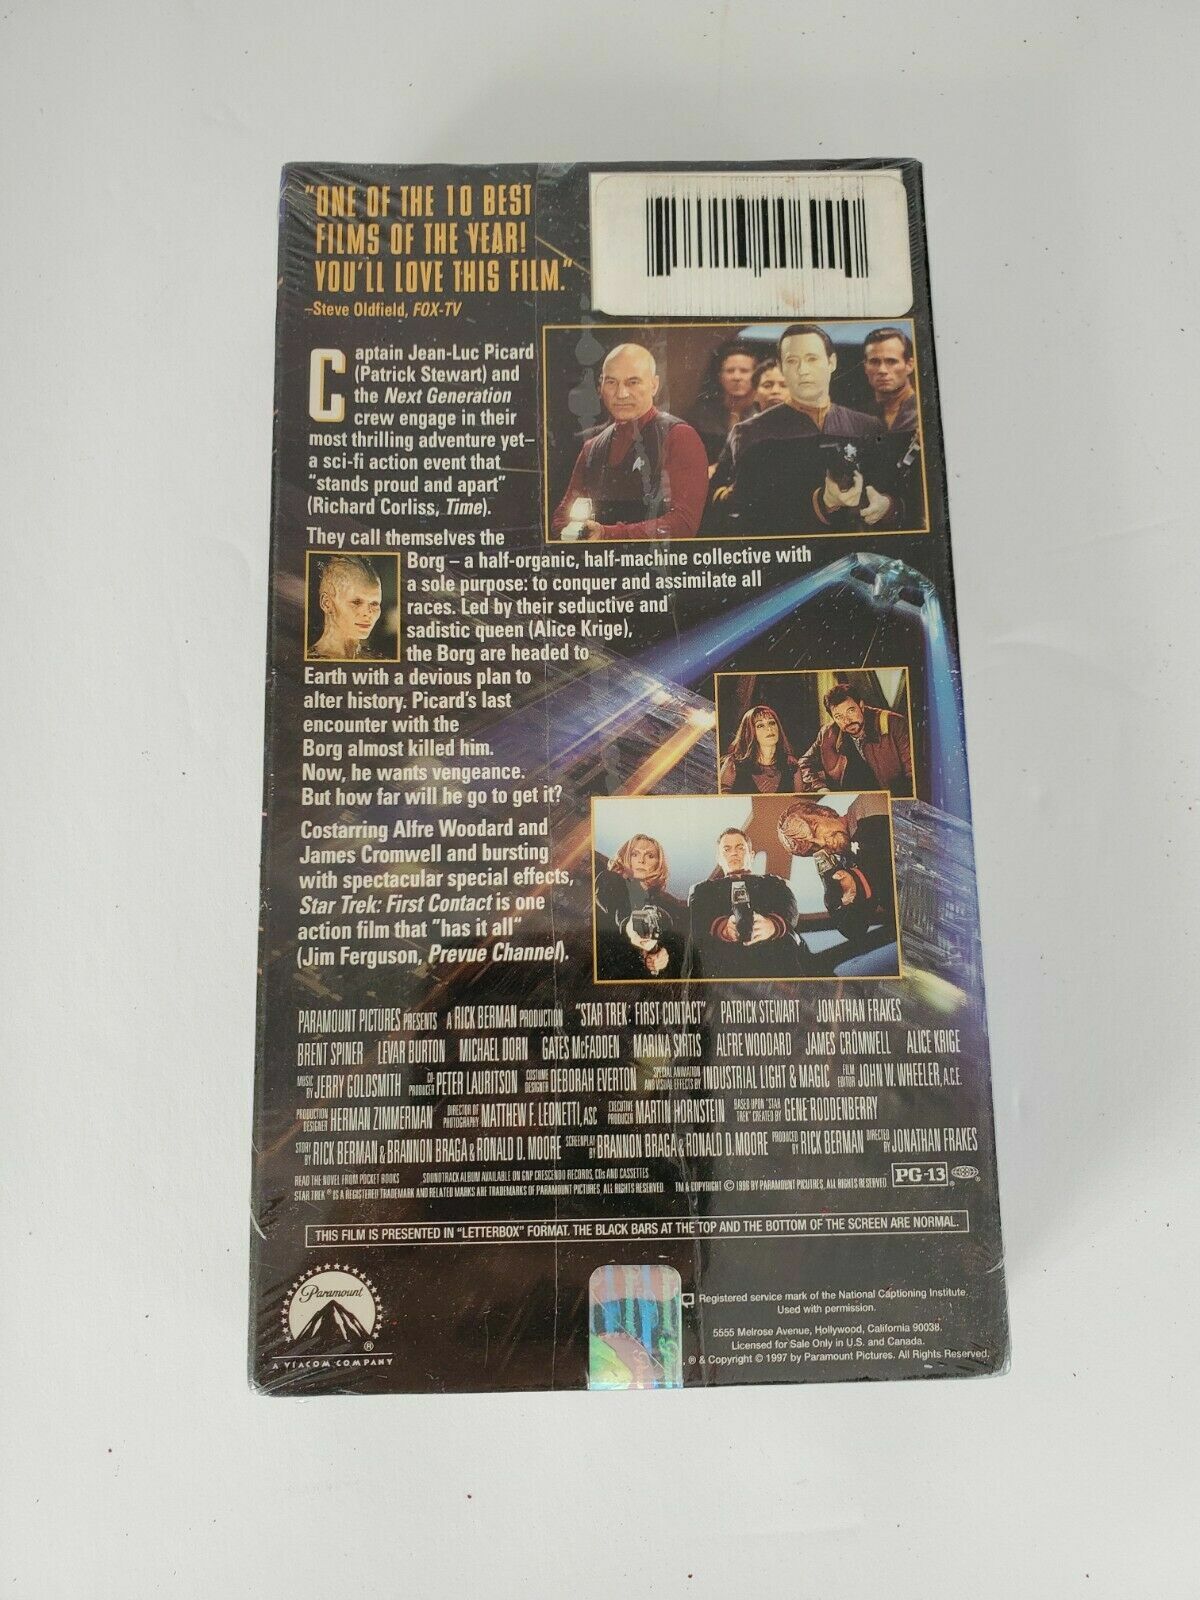 "ONE OF THE 10 BEST
FILMS OF THE YEAR!
YOU'LL LOVE THIS FILM."
–Steve Oldfield, FOX-TV
Captain Jean-Luc Picard
(Patrick Stewart) and
the Next Generation
crew engage in their
most thrilling adventure yet–
a sci-fi action event that
"stands proud and apart"
(Richard Corliss, Time).
They call themselves the
Borg – a half-organic, half-machine collective with
a sole purpose: to conquer and assimilate all
races. Led by their seductive and
sadistic queen (Alice Krige),
the Borg are headed to
Earth with a devious plan to
alter history. Picard's last
encounter with the
Borg almost killed him.
Now, he wants vengeance.
But how far will he go to get it?
Costarring Alfre Woodard and
James Cromwell and bursting
with spectacular special effects,
Star Trek: First Contact is one
action film that "has it all"
(Jim Ferguson, Prevue Channel).
PARAMOUNT PICTURES PRESENTS A RICK BERMAN PRODUCTION "STAR TREK: FIRST CONTACT" PATRICK STEWART JONATHAN FRAKES
BRENT SPINER LEVAR BURTON MICHAEL DORN GATES McFADDEN MARINA SIRTIS ALFRE WOODARD JAMES CROMWELL ALICE KRIGE
MUSIC BY JERRY GOLDSMITH CO-PRODUCER PETER LAURITSON COSTUME DESIGNER DEBORAH EVERTON SPECIAL ANIMATION AND VISUAL EFFECTS BY INDUSTRIAL LIGHT & MAGIC FILM EDITOR JOHN W. WHEELER, A.C.E.
PRODUCTION DESIGNER HERMAN ZIMMERMAN DIRECTOR OF PHOTOGRAPHY MATTHEW F. LEONETTI, ASC EXECUTIVE PRODUCER MARTIN HORNSTEIN BASED UPON "STAR TREK" CREATED BY GENE RODDENBERRY
STORY BY RICK BERMAN & BRANNON BRAGA & RONALD D. MOORE SCREENPLAY BY BRANNON BRAGA & RONALD D. MOORE PRODUCED BY RICK BERMAN DIRECTED BY JONATHAN FRAKES
READ THE NOVEL FROM POCKET BOOKS SOUNDTRACK ALBUM AVAILABLE ON GNP CRESCENDO RECORDS, CDs AND CASSETTES
STAR TREK ® IS A REGISTERED TRADEMARK AND RELATED MARKS ARE TRADEMARKS OF PARAMOUNT PICTURES, ALL RIGHTS RESERVED. TM & COPYRIGHT © 1996 BY PARAMOUNT PICUTRES, ALL RIGHTS RESERVED. PG-13 ®
THIS FILM IS PRESENTED IN "LETTERBOX" FORMAT. THE BLACK BARS AT THE TOP AND THE BOTTOM OF THE SCREEN ARE NORMAL.
Paramount
®
A VIACOM COMPANY
Registered service mark of the National Captioning Institute.
Used with permission.
5555 Melrose Avenue, Hollywood, California 90038.
Licensed for Sale Only in U.S. and Canada.
, ® & Copyright © 1997 by Paramount Pictures. All Rights Reserved.